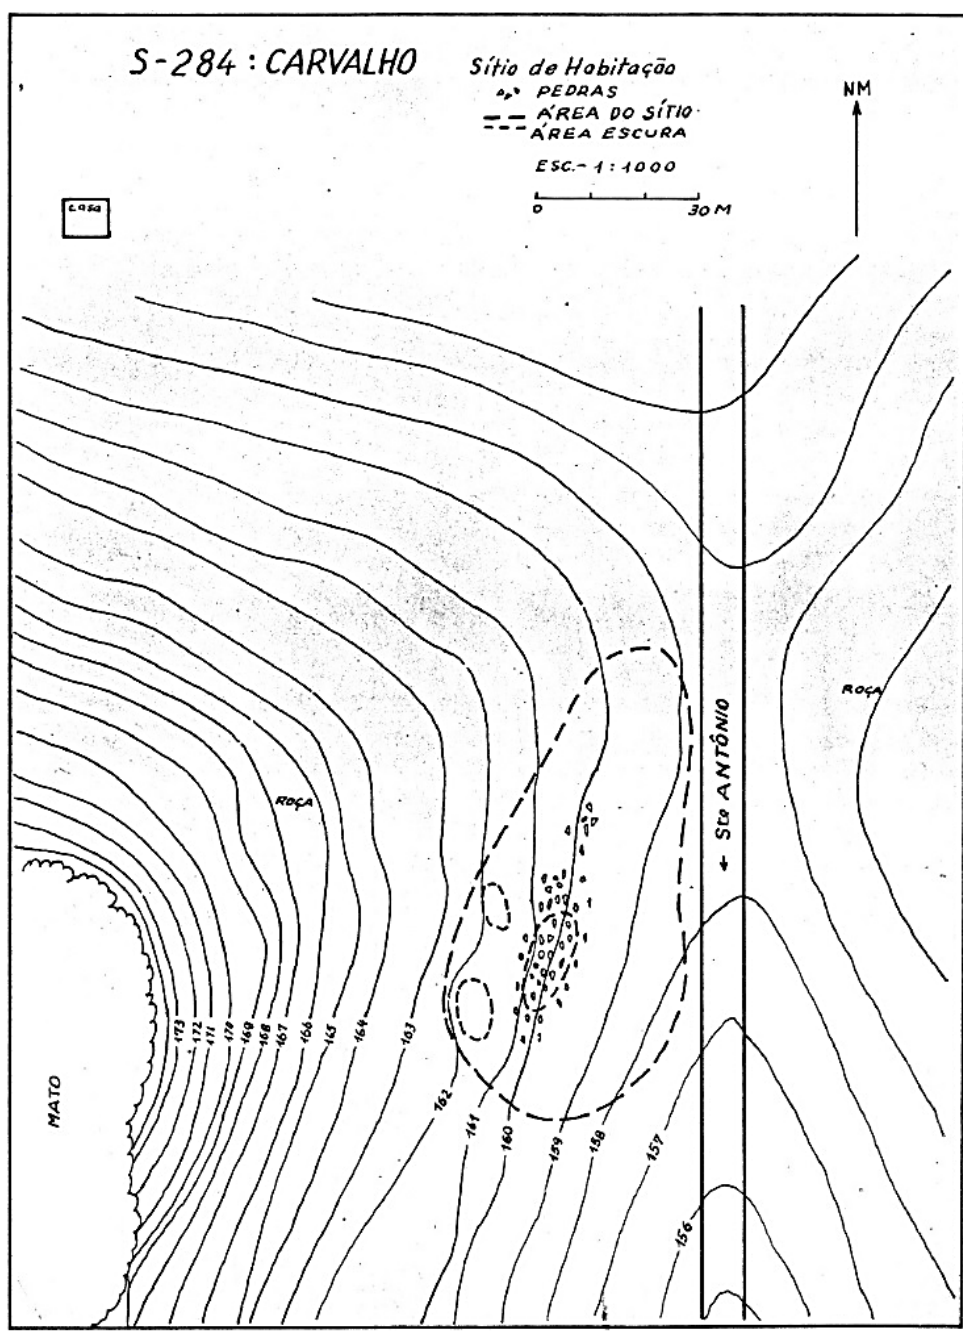 S-284: CARVALHO
Sítio de Habitação
PEDRAS
ÁREA DO SÍTIO
ÁREA ESCURA
ESC.- 1:1000
0 30 M
NM
casa
ROÇA
ROÇA
← Sto ANTÔNIO
MATO
173
172
171
170
169
168
167
166
165
164
163
162
161
160
159
158
157
156